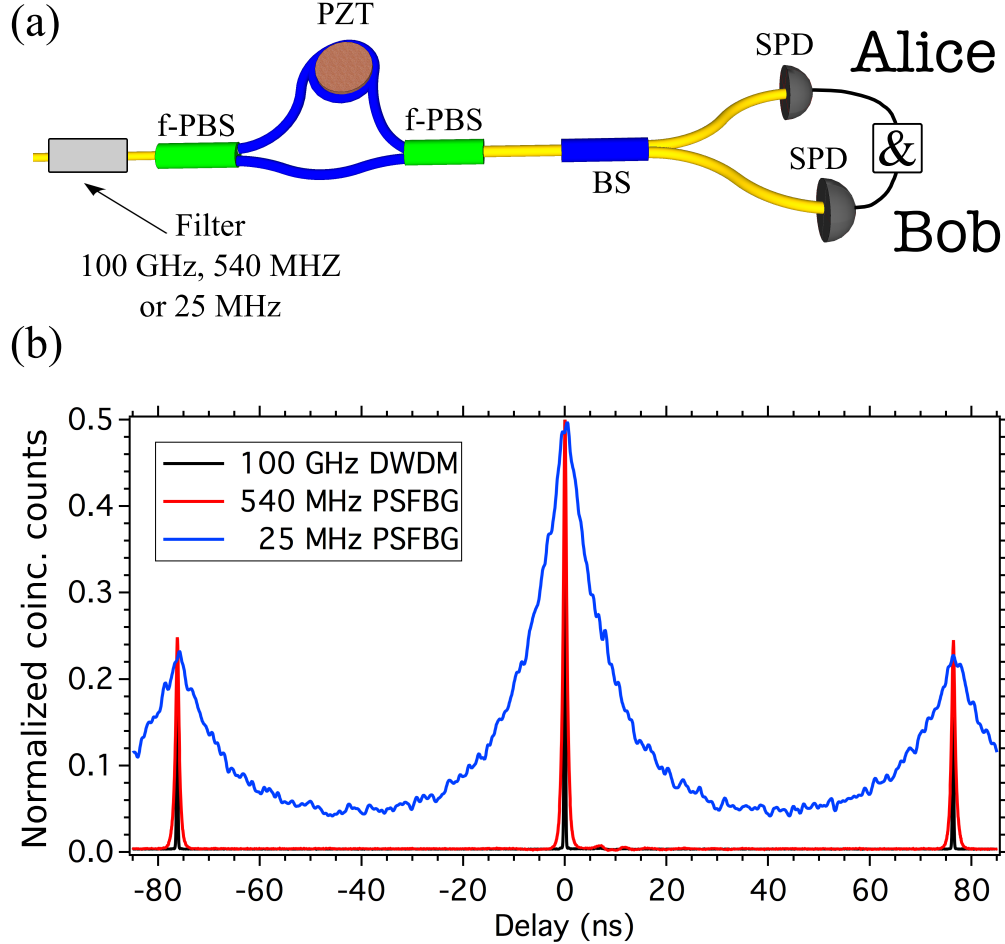 (a)
PZT
SPD
Alice
f-PBS
f-PBS
&
SPD
BS
Bob
Filter
100 GHz, 540 MHZ
or 25 MHz
(b)
Normalized coinc. counts
0.5
0.4
0.3
0.2
0.1
0.0
100 GHz DWDM
540 MHz PSFBG
25 MHz PSFBG
-80 -60 -40 -20 0 20 40 60 80
Delay (ns)